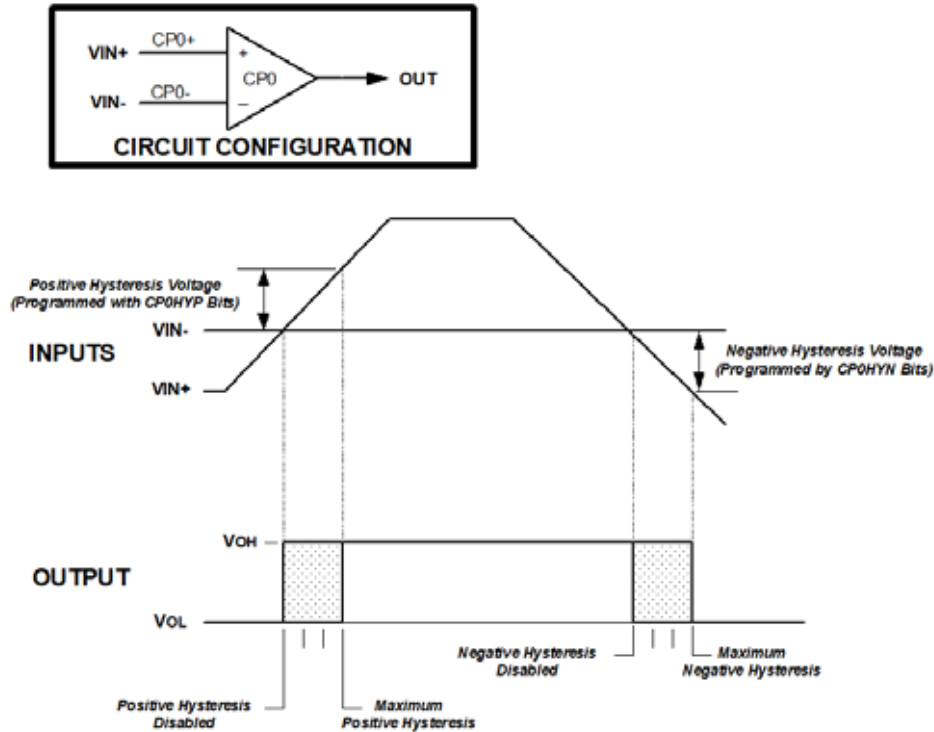 VIN+
CP0+
+
CP0
OUT
VIN-
CP0-
_
CIRCUIT CONFIGURATION
Positive Hysteresis Voltage
(Programmed with CP0HYP Bits)
VIN-
INPUTS
VIN+
Negative Hysteresis Voltage
(Programmed by CP0HYN Bits)
VOH
OUTPUT
VOL
Positive Hysteresis
Disabled
Maximum
Positive Hysteresis
Negative Hysteresis
Disabled
Maximum
Negative Hysteresis